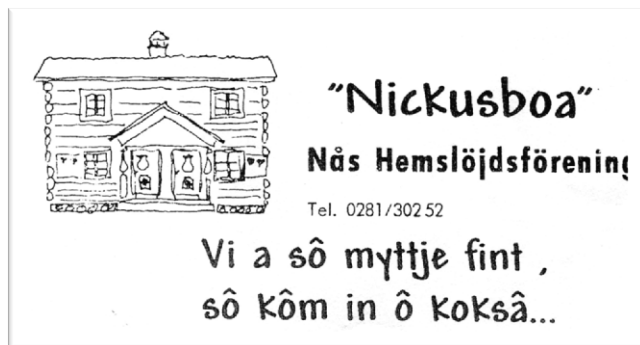 "Nickusboa"
Nås Hemslöjdsförening
Tel. 0281/302 52
Vi a sô myttje fint ,
sô kôm in ô koksâ...